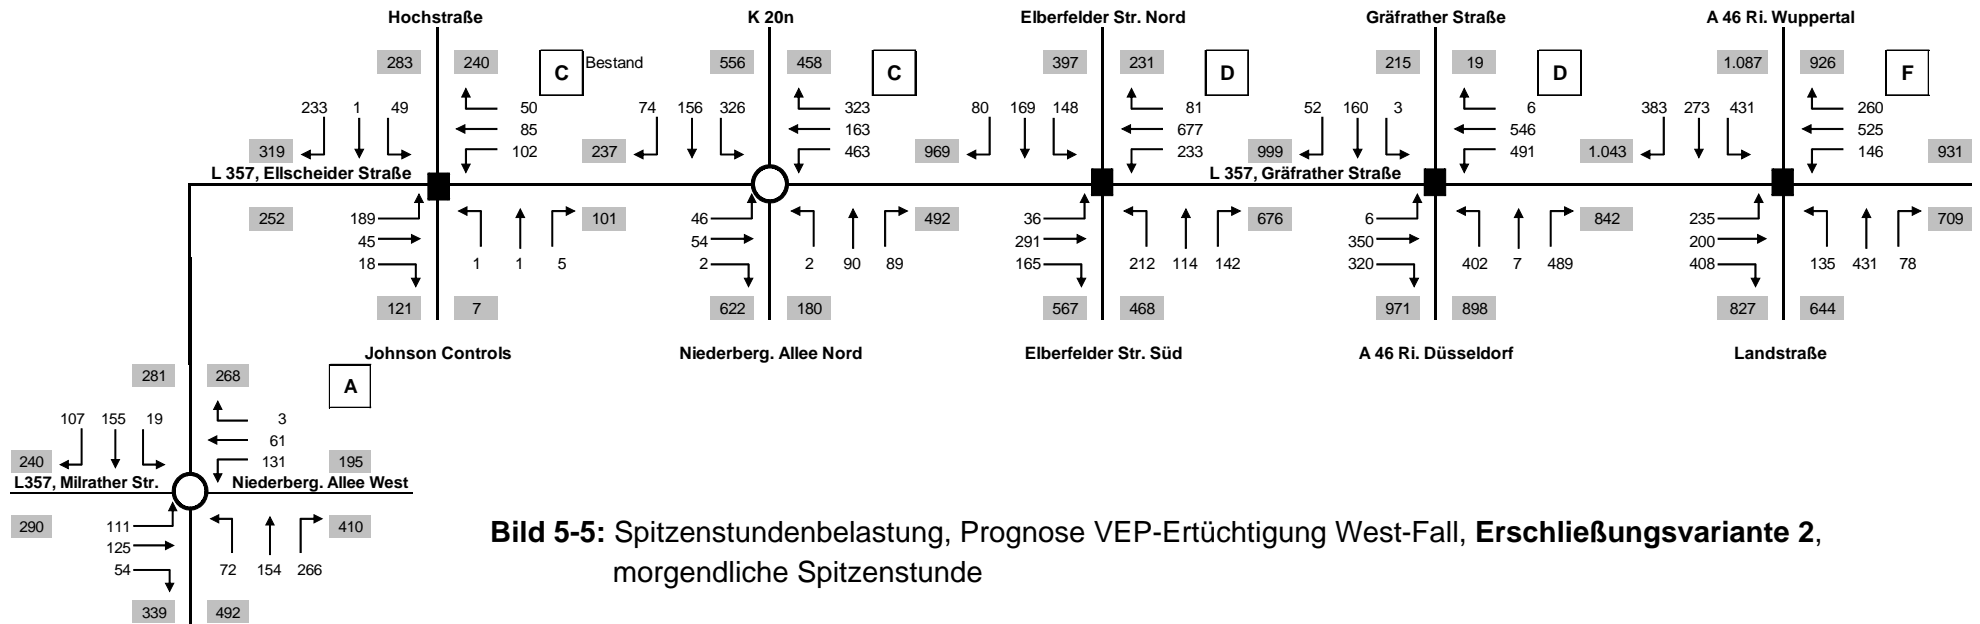 Hochstraße K 20n Elberfelder Str. Nord Gräfrather Straße A 46 Ri. Wuppertal
283 240 C Bestand 556 458 C 397 231 D 215 19 D 1.087 926 F
233 1 49 50 74 156 326 323 80 169 148 81 52 160 3 6 383 273 431 260
85 163 677 546 525
319 102 237 463 969 233 999 491 1.043 146 931
L 357, Ellscheider Straße L 357, Gräfrather Straße
252 189 101 46 492 36 676 6 842 235 709
45 54 291 350 200
18 1 1 5 2 2 90 89 165 212 114 142 320 402 7 489 408 135 431 78
121 7 622 180 567 468 971 898 827 644
Johnson Controls Niederberg. Allee Nord Elberfelder Str. Süd A 46 Ri. Düsseldorf Landstraße
281 268 A
107 155 19 3
61
240 131 195
L357, Milrather Str. Niederberg. Allee West
290 111 410
125
54 72 154 266
339 492
Bild 5-5: Spitzenstundenbelastung, Prognose VEP-Ertüchtigung West-Fall, Erschließungsvariante 2,
morgendliche Spitzenstunde